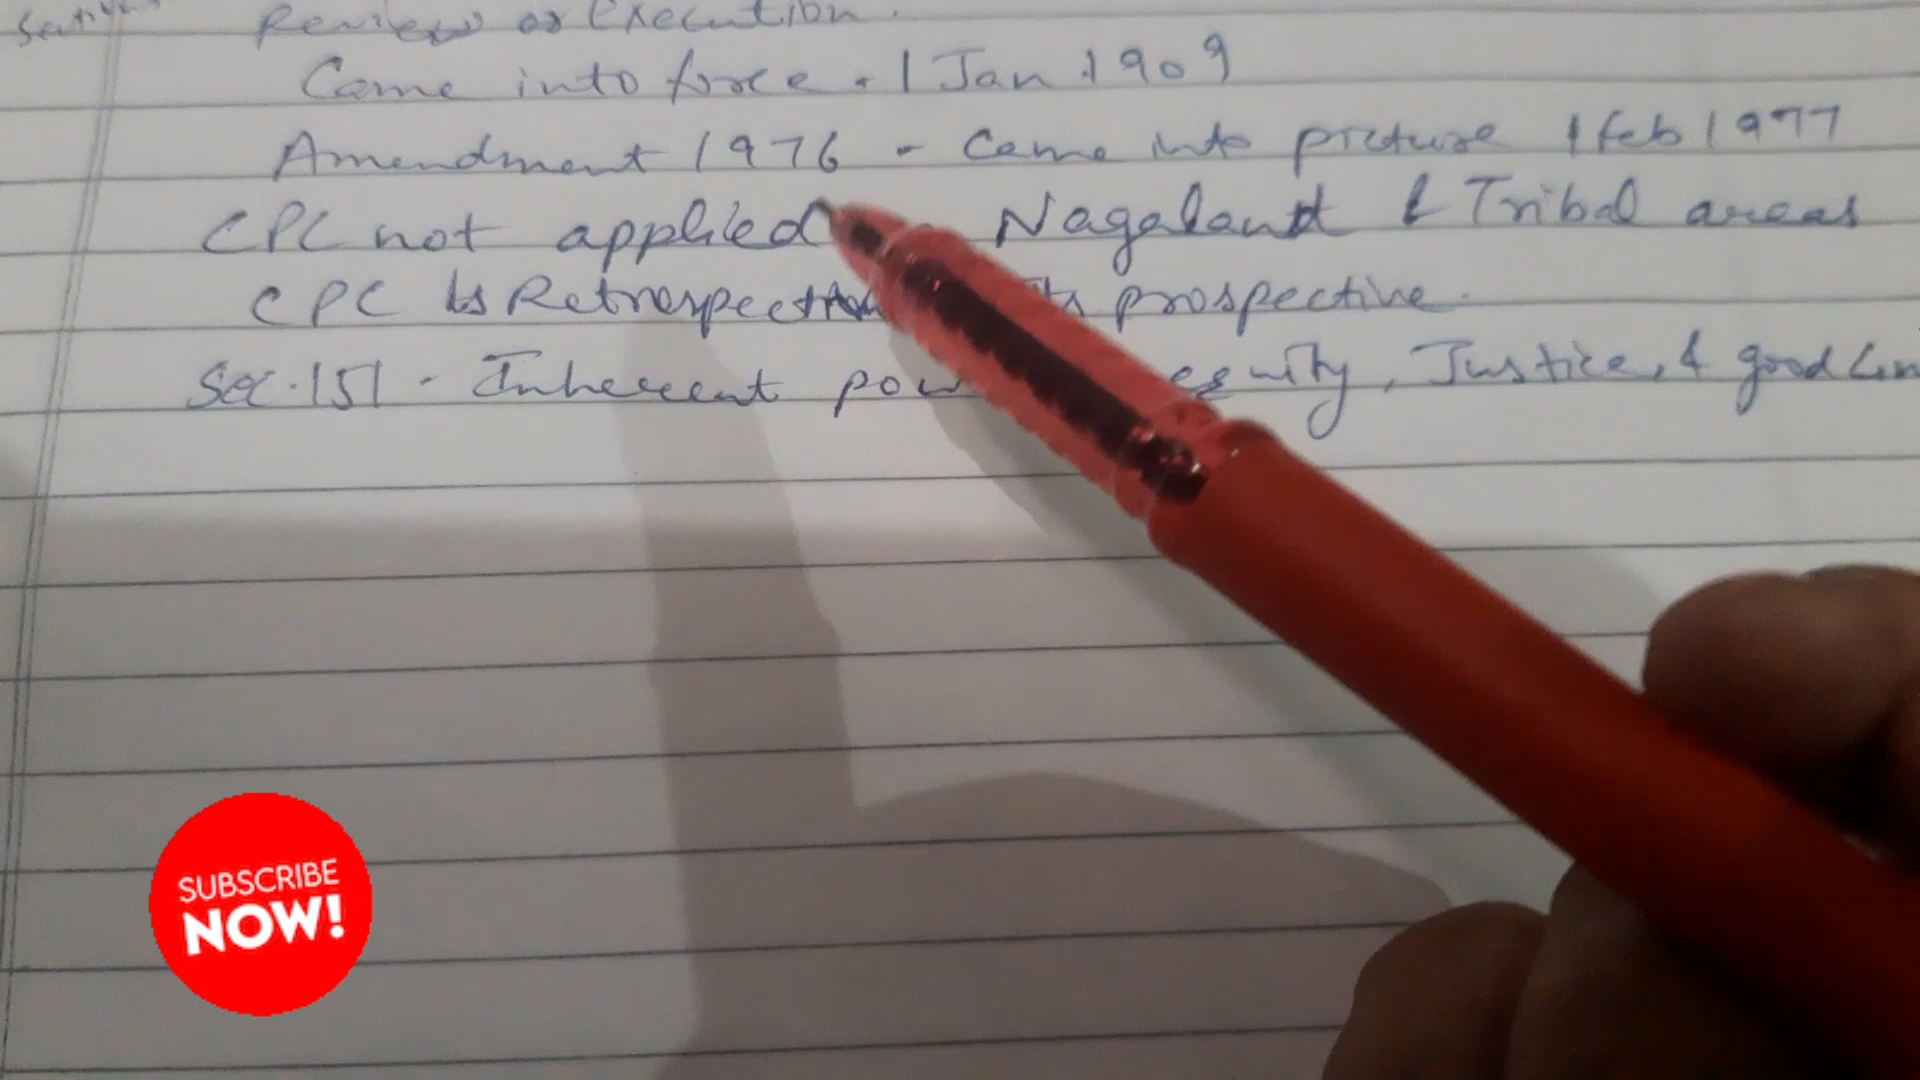 Review or Execution.
Came into force - 1 Jan 1909
Amendment 1976 - Came into picture 1 Feb 1977
CPC not applied Nagaland & Tribal areas
CPC is Retrospective prospective.
Sec. 151 - Inherent pow equity, Justice, & good
SUBSCRIBE
NOW!